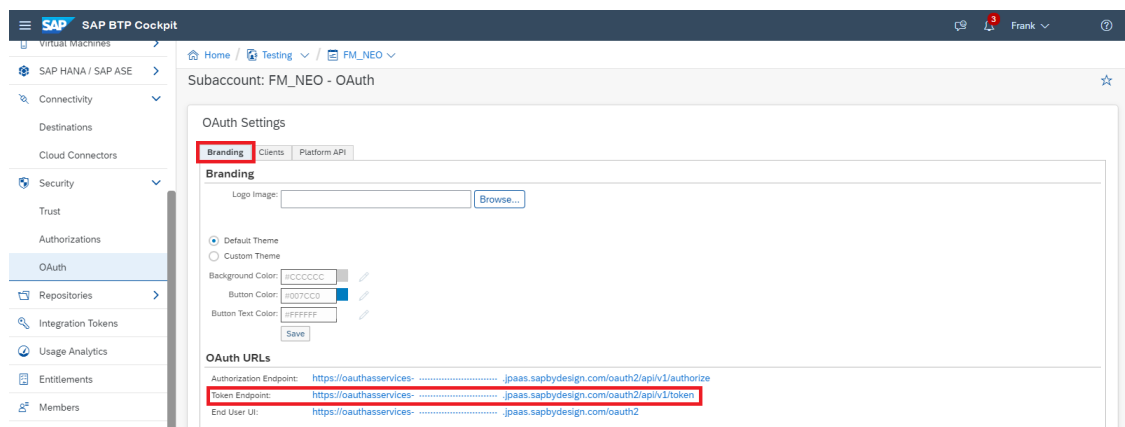 SAP SAP BTP Cockpit 3 Frank
Virtual Machines
Home / Testing / FM_NEO
SAP HANA / SAP ASE
Subaccount: FM_NEO - OAuth
Connectivity
Destinations
OAuth Settings
Cloud Connectors
Branding Clients Platform API
Branding
Security
Logo Image: Browse...
Trust
Authorizations
Default Theme
Custom Theme
OAuth
Background Color: #CCCCCC
Repositories
Button Color: #007CC0
Button Text Color: #FFFFFF
Integration Tokens
Save
Usage Analytics
OAuth URLs
Entitlements
Authorization Endpoint: https://oauthasservices- .jpaas.sapbydesign.com/oauth2/api/v1/authorize
Token Endpoint: https://oauthasservices- .jpaas.sapbydesign.com/oauth2/api/v1/token
Members
End User UI: https://oauthasservices- .jpaas.sapbydesign.com/oauth2